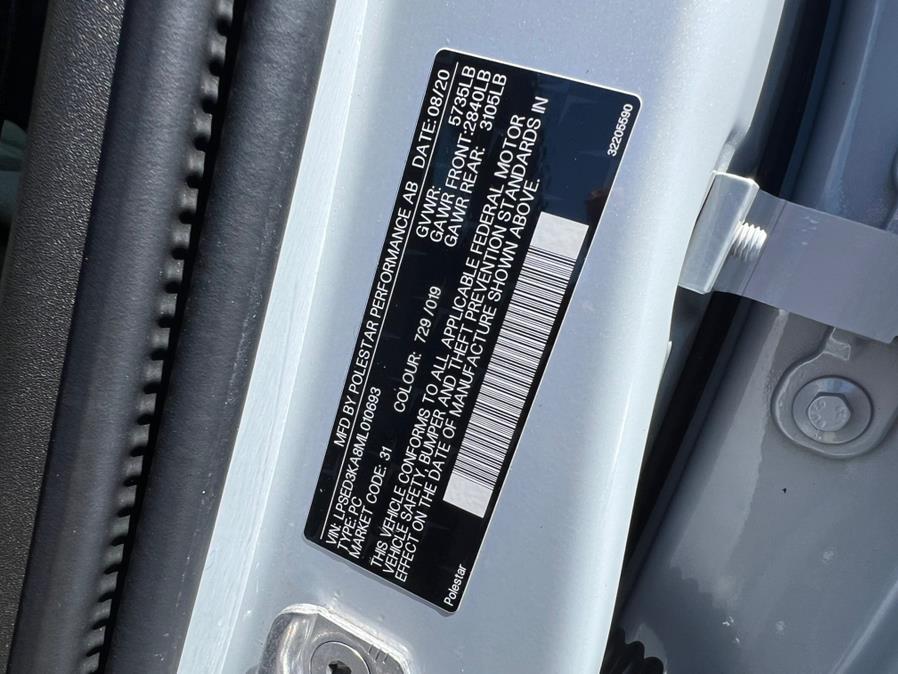 MFD BY POLESTAR PERFORMANCE AB DATE: 08/20
VIN: LPSED3KA8ML010693
TYPE: PC
MARKET CODE: 31 COLOUR: 729 /019
GVWR: 5735LB
GAWR FRONT: 2840LB
GAWR REAR: 3105LB
THIS VEHICLE CONFORMS TO ALL APPLICABLE FEDERAL MOTOR
VEHICLE SAFETY, BUMPER AND THEFT PREVENTION STANDARDS IN
EFFECT ON THE DATE OF MANUFACTURE SHOWN ABOVE.
Polestar
32205590